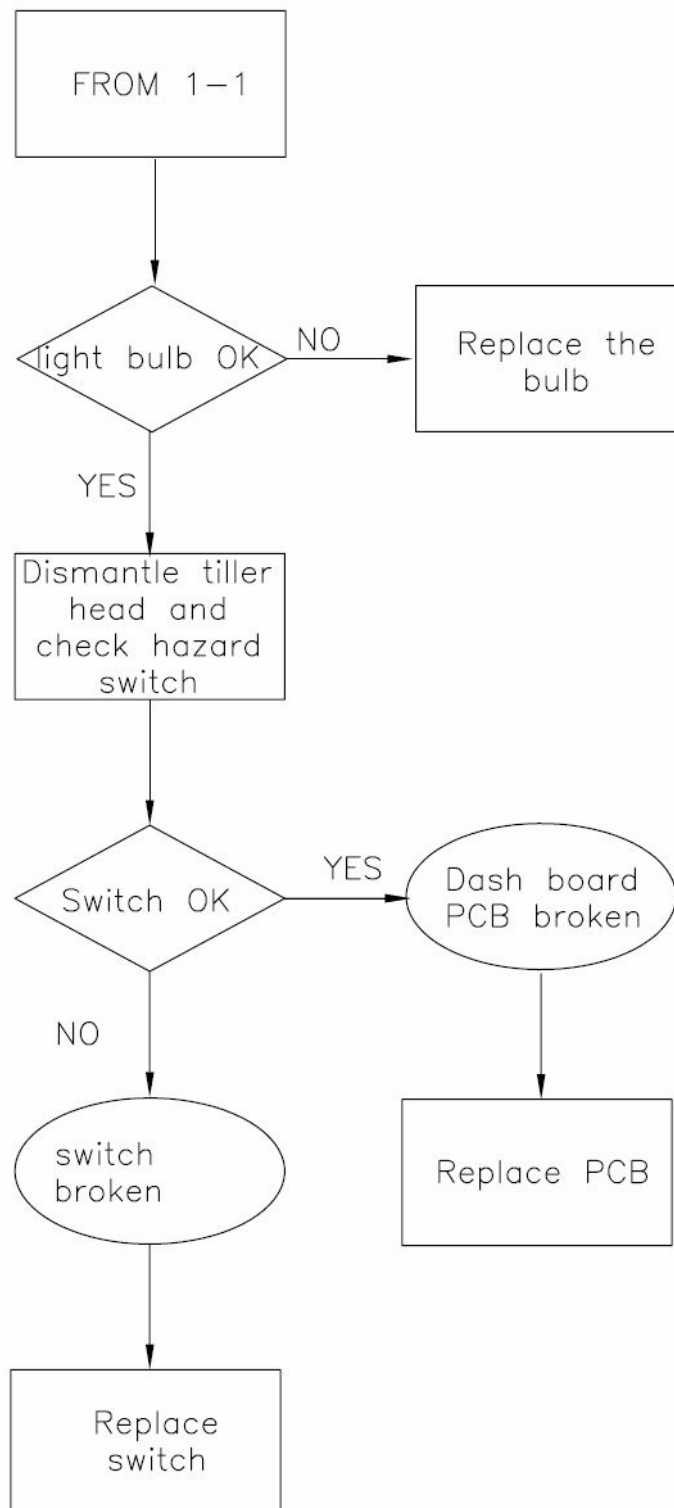 FROM 1-1
light bulb OK
NO
Replace the
bulb
YES
Dismantle tiller
head and
check hazard
switch
Switch OK
YES
Dash board
PCB broken
NO
switch
broken
Replace PCB
Replace
switch